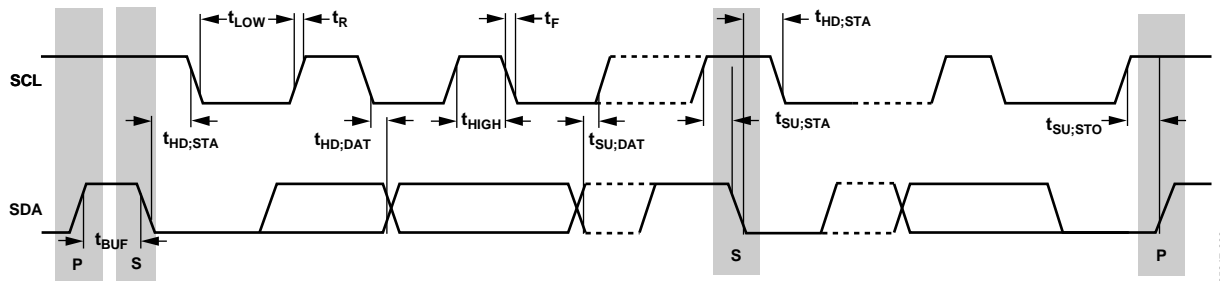 tLOW
tR
tF
tHD;STA
SCL
tHD;STA
tHD;DAT
tHIGH
tSU;DAT
tSU;STA
tSU;STO
SDA
tBUF
P
S
S
P